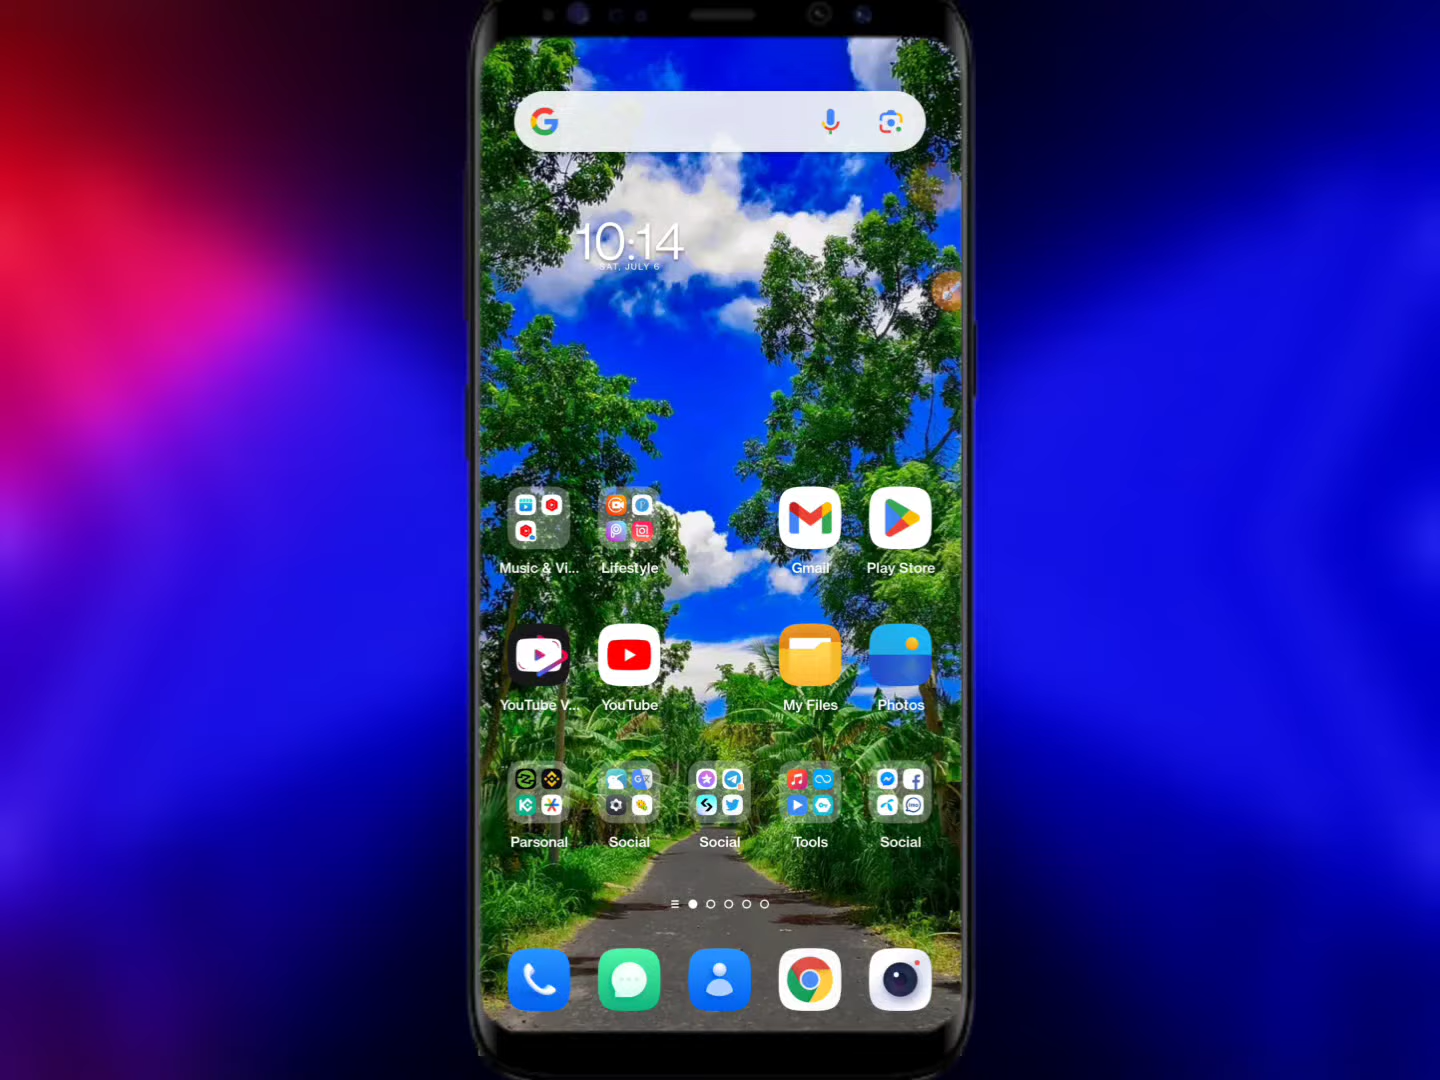 10:14
SAT, JULY 6
Music & Vi...
Lifestyle
Gmail
Play Store
YouTube V...
YouTube
My Files
Photos
Parsonal
Social
Social
Tools
Social